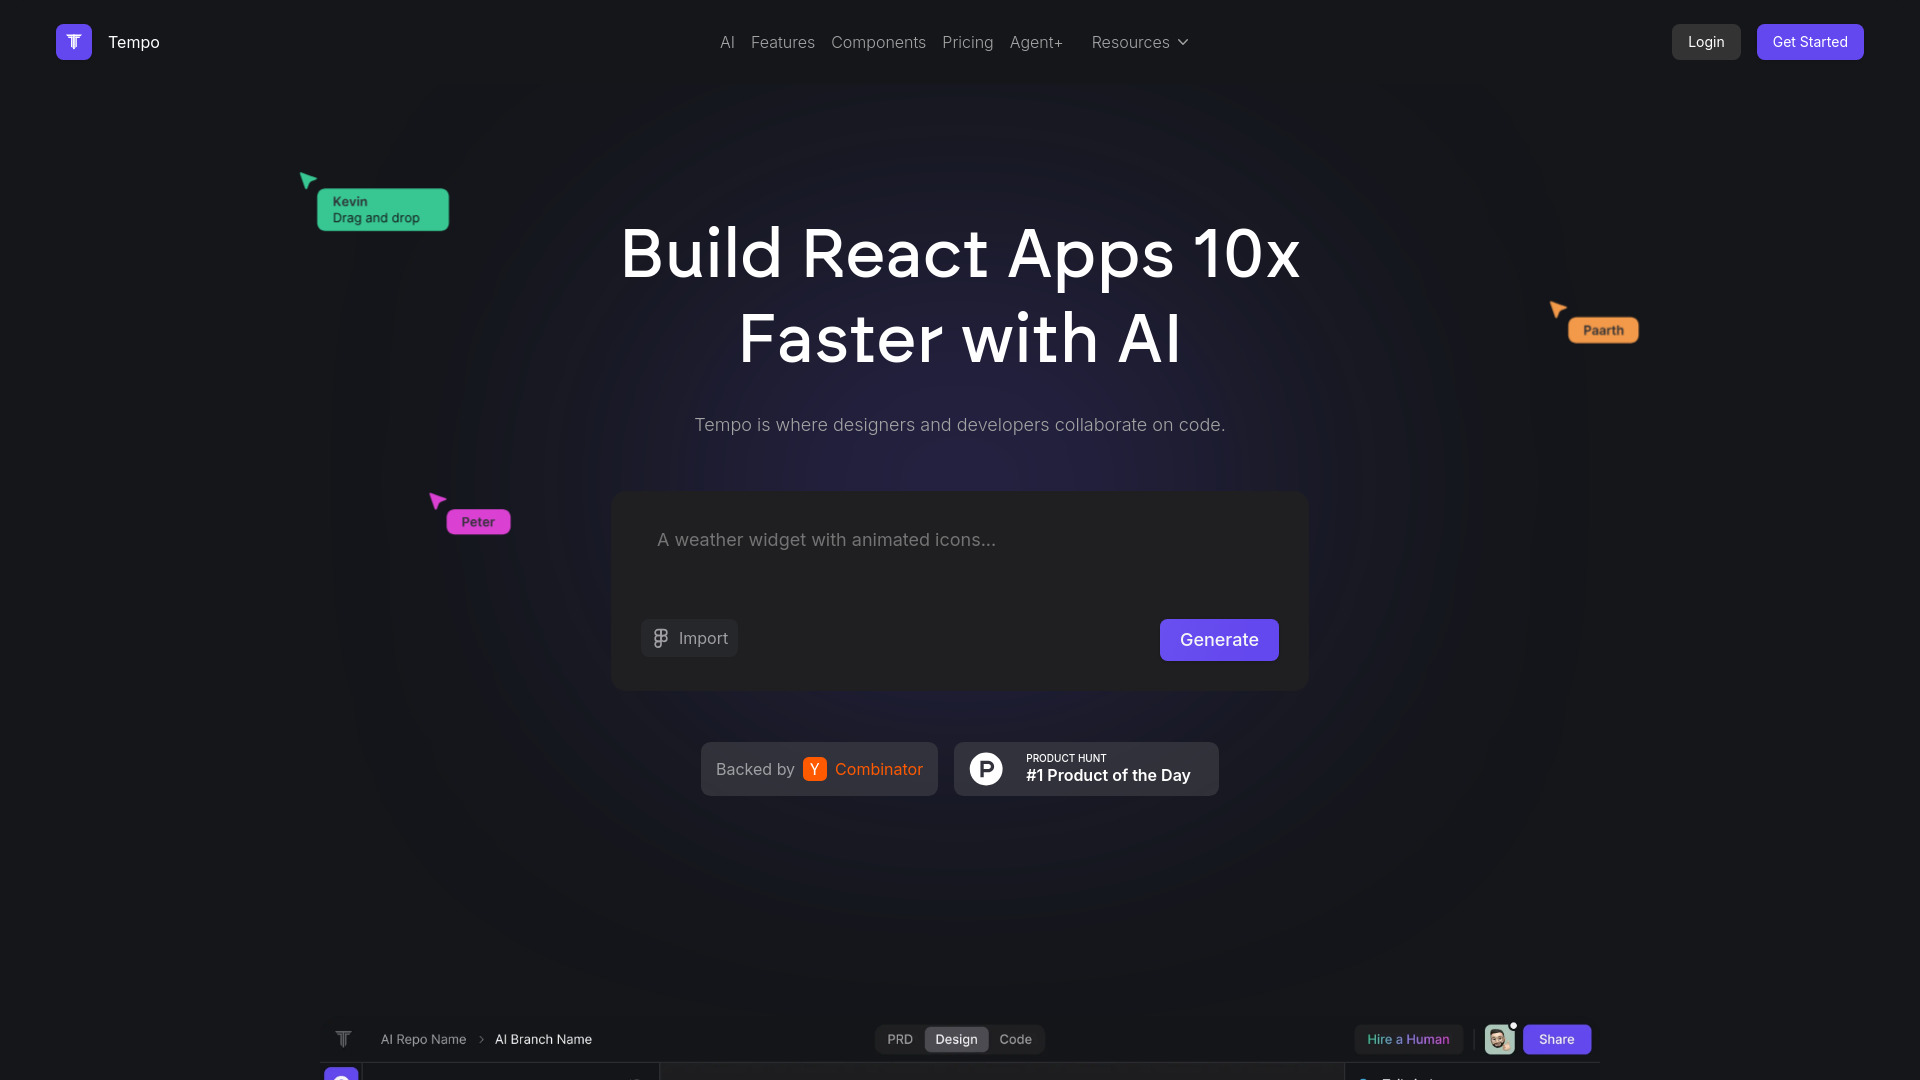 Tempo
AI
Features
Components
Pricing
Agent+
Resources
Login
Get Started
Kevin
Drag and drop
Build React Apps 10x
Faster with AI
Paarth
Tempo is where designers and developers collaborate on code.
Peter
A weather widget with animated icons...
Import
Generate
Backed by Y Combinator
P
PRODUCT HUNT
#1 Product of the Day
AI Repo Name > AI Branch Name
PRD
Design
Code
Hire a Human
Share